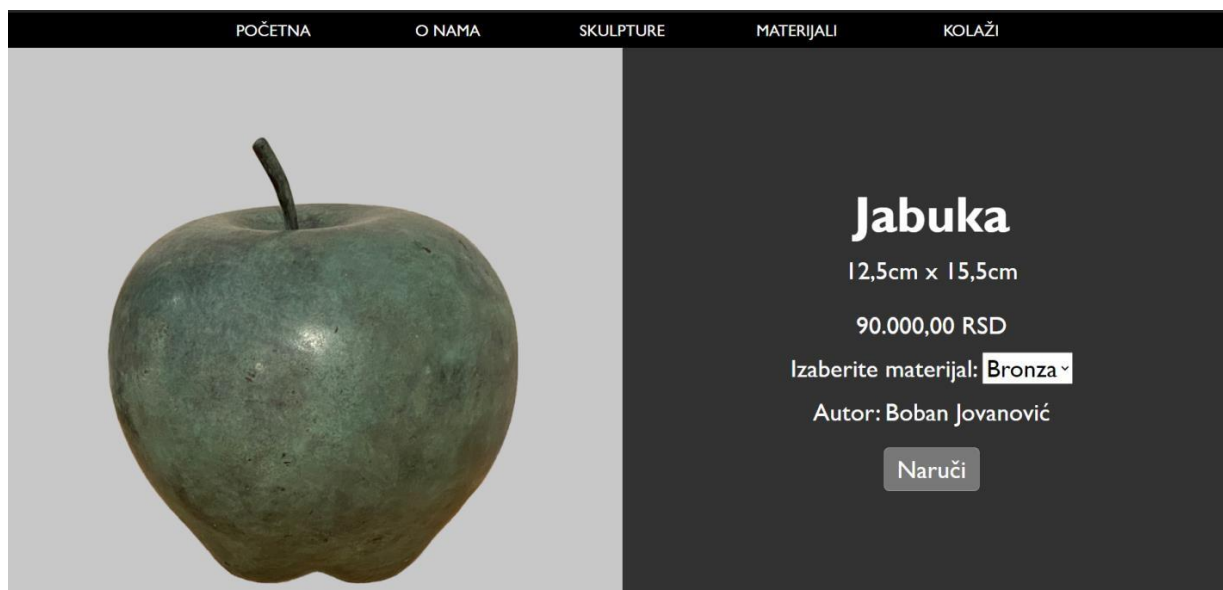 POČETNA O NAMA SKULPTURE MATERIJALI KOLAŽI
Jabuka
12,5cm x 15,5cm
90.000,00 RSD
Izaberite materijal: Bronza
Autor: Boban Jovanović
Naruči